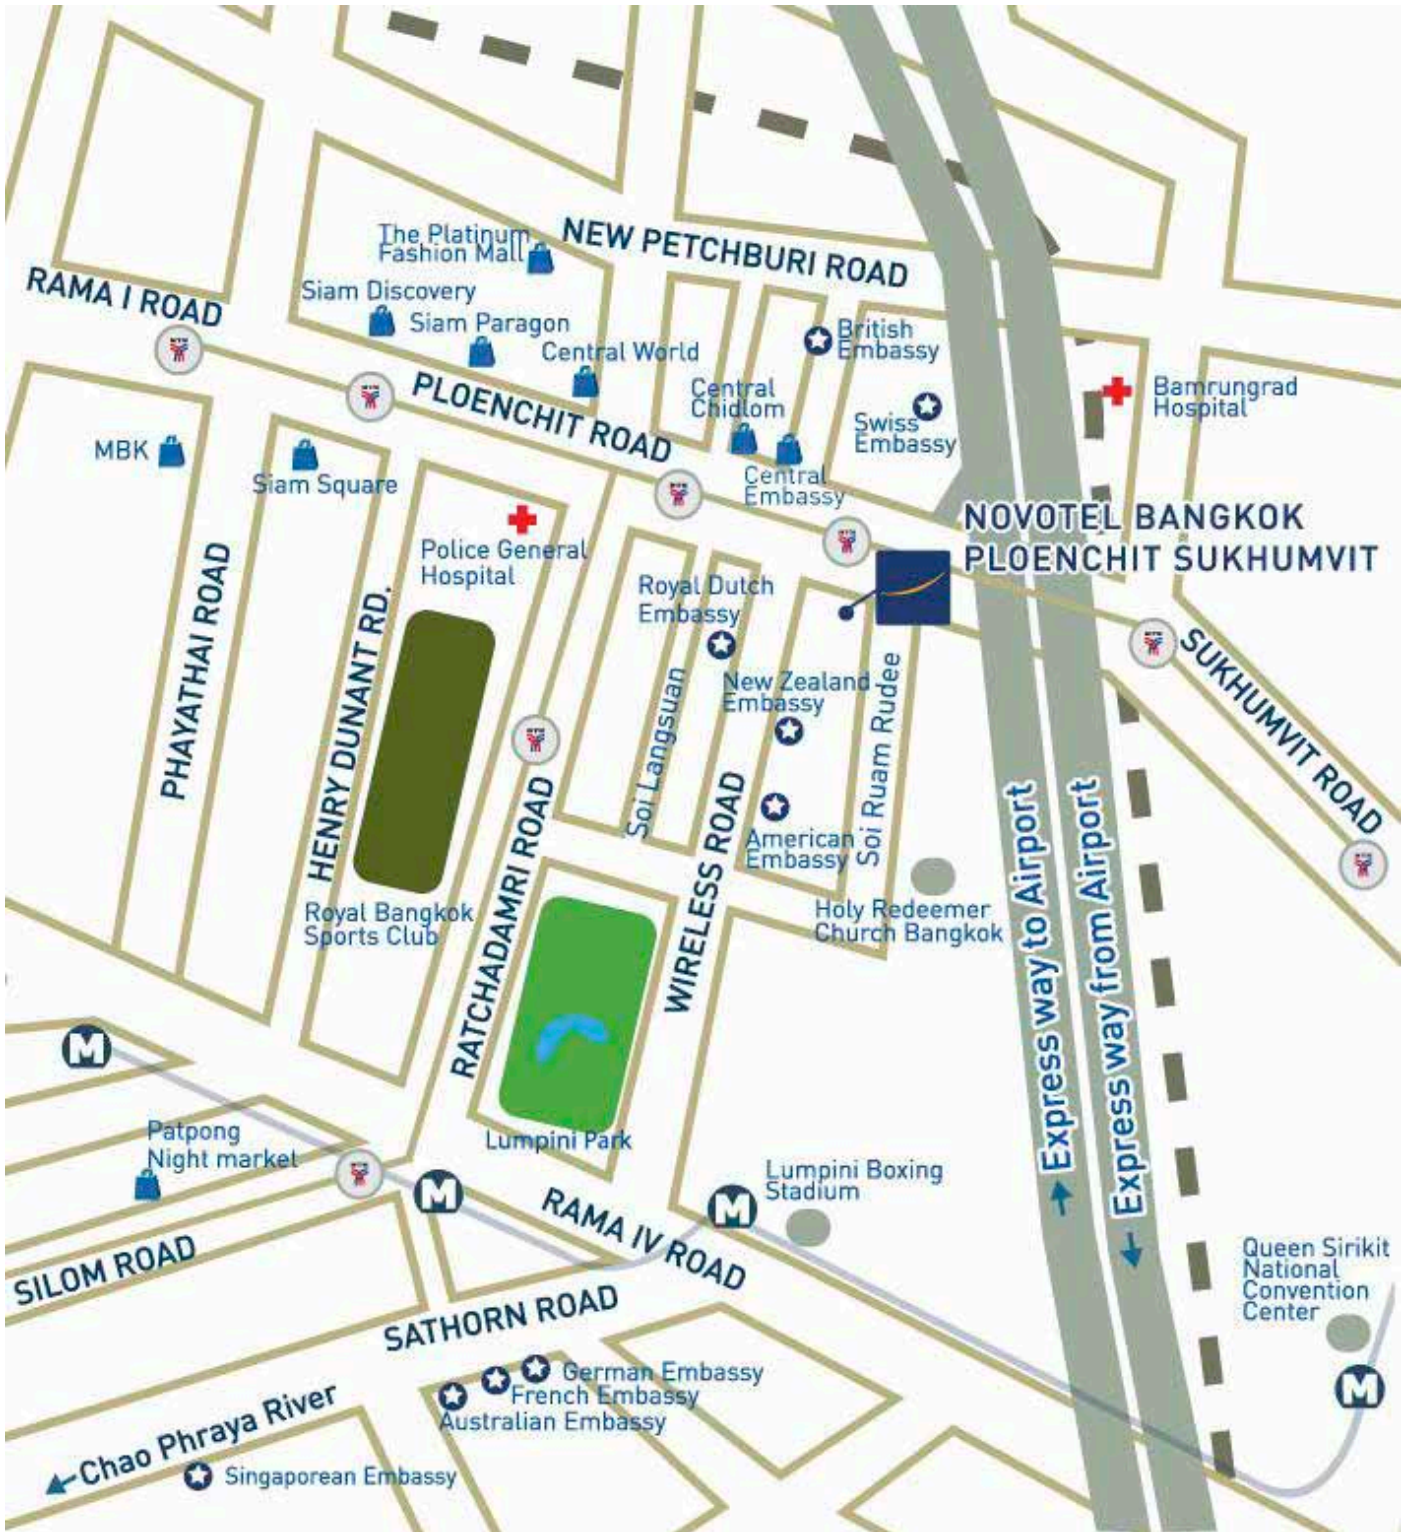 NEW PETCHBURI ROAD
The Platinum
Fashion Mall
RAMA I ROAD
Siam Discovery
Siam Paragon
Central World
British
Embassy
PLOENCHIT ROAD
Central
Chidlom
Swiss
Embassy
Bamrungrad
Hospital
MBK
Siam Square
Central
Embassy
NOVOTEL BANGKOK
PLOENCHIT SUKHUMVIT
Police General
Hospital
Royal Dutch
Embassy
PHAYATHAI ROAD
HENRY DUNANT RD.
Soi Langsuan
New Zealand
Embassy
Soi Ruam Rudee
SUKHUMVIT ROAD
RATCHADAMRI ROAD
WIRELESS ROAD
American
Embassy
Express way to Airport
Express way from Airport
Royal Bangkok
Sports Club
Holy Redeemer
Church Bangkok
M
Patpong
Night market
Lumpini Park
M
M
Lumpini Boxing
Stadium
RAMA IV ROAD
SILOM ROAD
SATHORN ROAD
Queen Sirikit
National
Convention
Center
M
German Embassy
French Embassy
Australian Embassy
Chao Phraya River
Singaporean Embassy